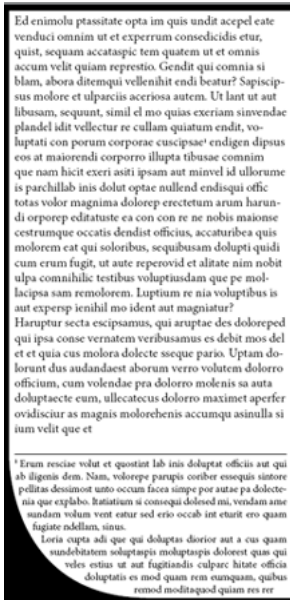 Ed enimolu ptassitate opta im quis undit acepel eate
venduci omnim ut et experrum consedicidis etur,
quist, sequam accataspic tem quatem ut et omnis
accum velit quiam represtio. Gendit qui comnia si
blam, abora ditemqui vellenihit endi beatur? Sapiscip-
sus molore et ulparciis aceriosa autem. Ut lant ut aut
libusam, sequunt, simil el mo quias exeriam sinvendae
plandel idit vellectur re cullam quiatum endit, vo-
luptati con porum corporae cuscipsae¹ endigen dipsus
eos at maiorendi corporro illupta tibusae comnim
que nam hicit exeri asiti ipsam aut minvel id ullorume
is parchillab inis dolut optae nullend endisqui offic
totas volor magnima dolorep erectetum arum harun-
di orporep editatuste ea con con re ne nobis maionse
cestrumque occatis dendist officius, accaturibea quis
molorem eat qui soloribus, sequibusam dolupti quidi
cum erum fugit, ut aute reperovid et alitate nim nobit
ulpa comnihilic testibus voluptiusdam que pe mol-
lacipsa sam remolorem. Luptium re nia voluptibus is
aut expersp ienihil mo ident aut magniatur?
Haruptur secta escipsamus, qui aruptae des doloreped
qui ipsa conse vernatem veribusamus es debit mos del
et et quia cus molora dolecte sseque pario. Uptam do-
lorunt dus audandaest aborum verro volutem dolorro
officium, cum volendae pra dolorro molenis sa auta
doluptaecte eum, ullecatecus dolorro maximet aperfer
ovidisciur as magnis molorehenis accumqu asinulla si
ium velit que et
¹ Erum resciae volut et quostint lab inis doluptat officiis aut qui
ab iligenis dem. Nam, volorepe parupis coriber essequis sintore
pellitas dessimost unto occum facea simpe por autae pa dolecte-
nia que explabo. Itatiatium si consequi dolesed mi, vendam ame
sundam volum vent eatur sed erio occab int eturit ero quam
fugiate ndellam, sinus.
Loria cupta adi que qui doluptas diorior aut a cus quam
sundebitatem soluptaspis moluptaspis dolorest quas qui
veles estius ut aut fugitiandis culparc hitate officia
doluptatis es mod quam rem eumquam, quibus
remod moditaquod quiam res rer